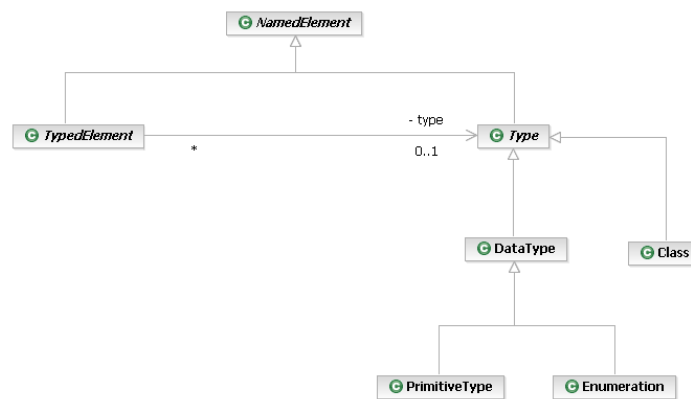 NamedElement
TypedElement
- type
Type
*
0..1
DataType
Class
PrimitiveType
Enumeration